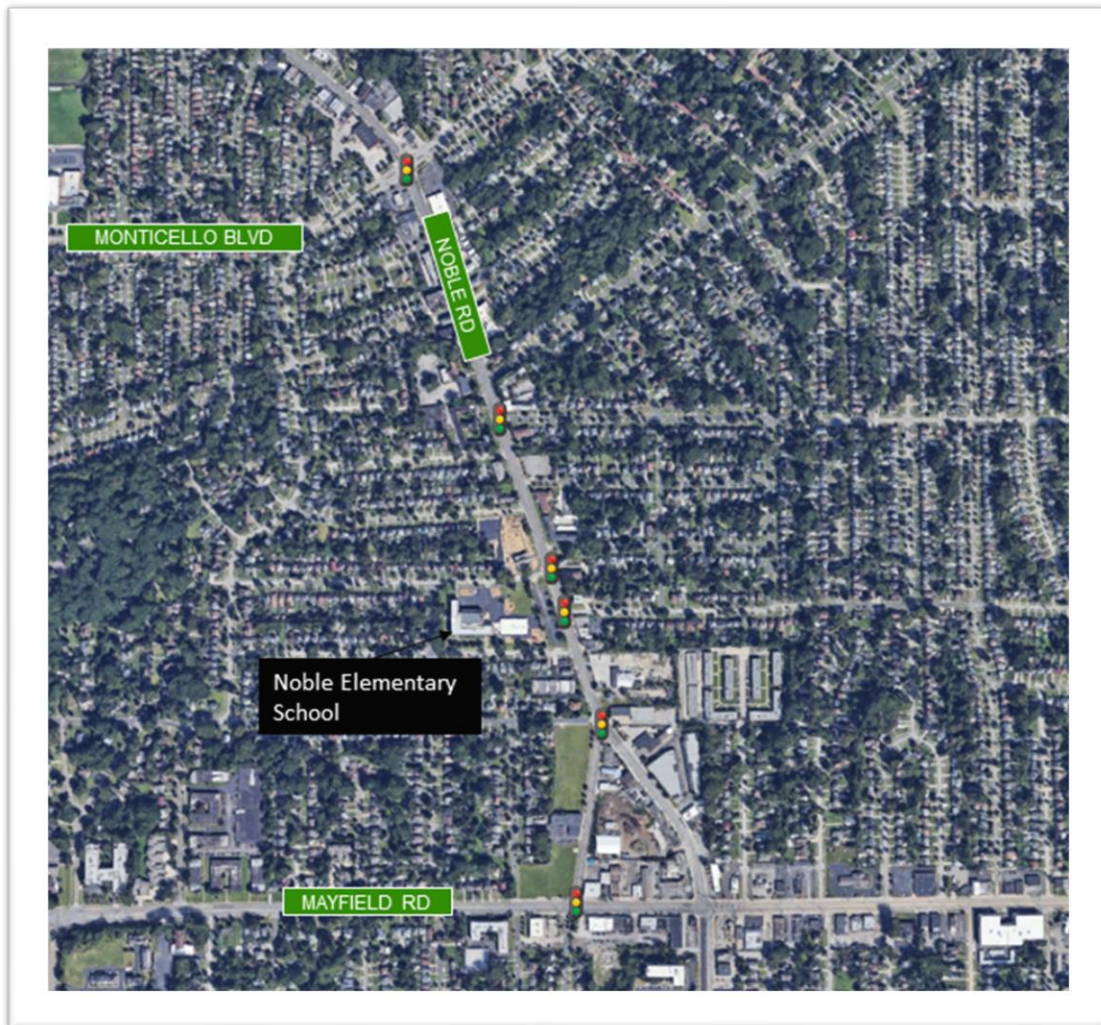 MONTICELLO BLVD
NOBLE RD
Noble Elementary
School
MAYFIELD RD